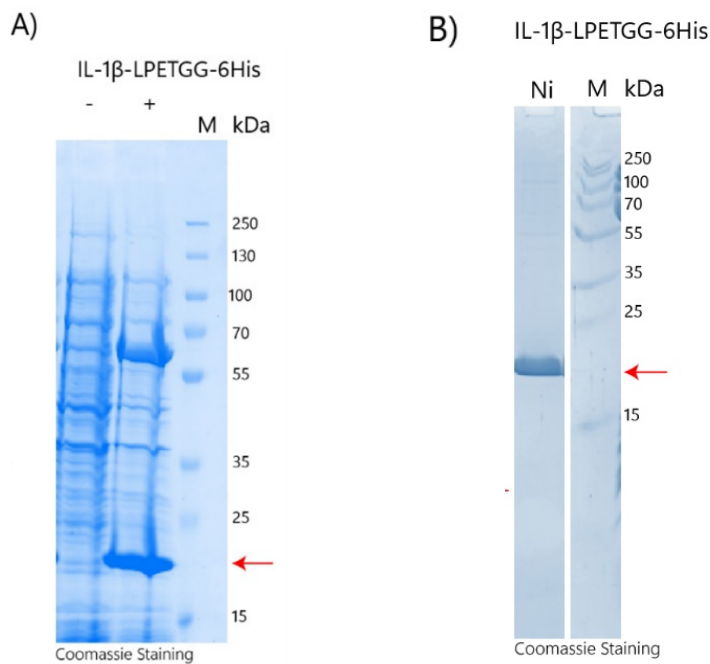 A)
IL-1β-LPETGG-6His
- +
M kDa
250
130
100
70
55
35
25
15
Coomassie Staining
B)
IL-1β-LPETGG-6His
Ni M kDa
250
100
70
55
35
25
15
Coomassie Staining